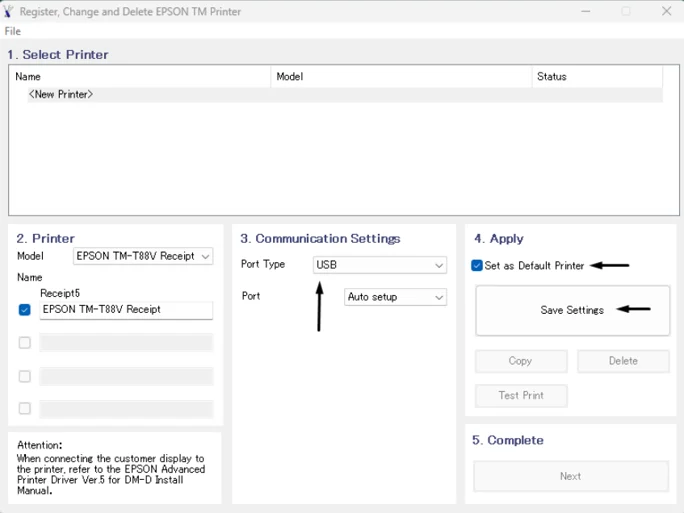 Register, Change and Delete EPSON TM Printer
File
1. Select Printer
Name Model Status
<New Printer>
2. Printer
Model EPSON TM-T88V Receipt
Name
Receipt5
EPSON TM-T88V Receipt
Attention:
When connecting the customer display to
the printer, refer to the EPSON Advanced
Printer Driver Ver.5 for DM-D Install
Manual.
3. Communication Settings
Port Type USB
Port Auto setup
4. Apply
Set as Default Printer
Save Settings
Copy Delete
Test Print
5. Complete
Next